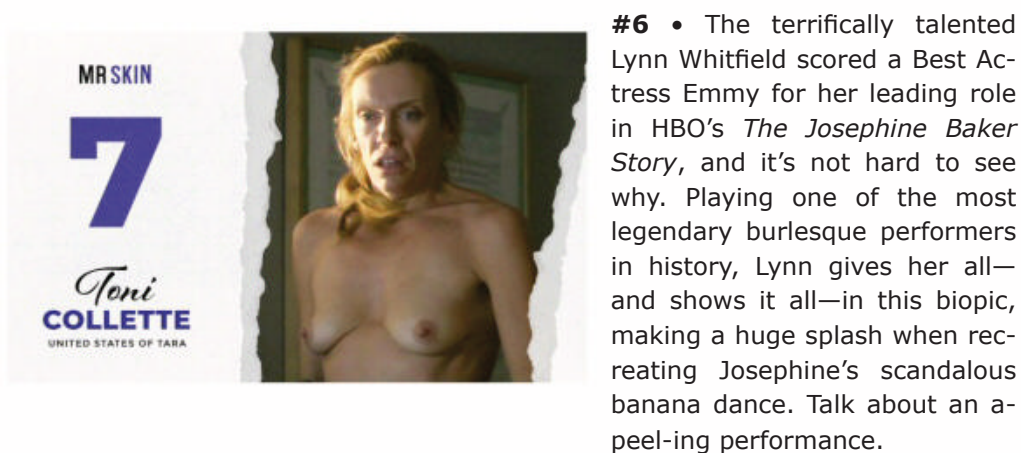 MR SKIN
7
Toni
COLLETTE
UNITED STATES OF TARA
#6 • The terrifically talented
Lynn Whitfield scored a Best Ac-
tress Emmy for her leading role
in HBO's The Josephine Baker
Story, and it's not hard to see
why. Playing one of the most
legendary burlesque performers
in history, Lynn gives her all—
and shows it all—in this biopic,
making a huge splash when rec-
reating Josephine's scandalous
banana dance. Talk about an a-
peel-ing performance.